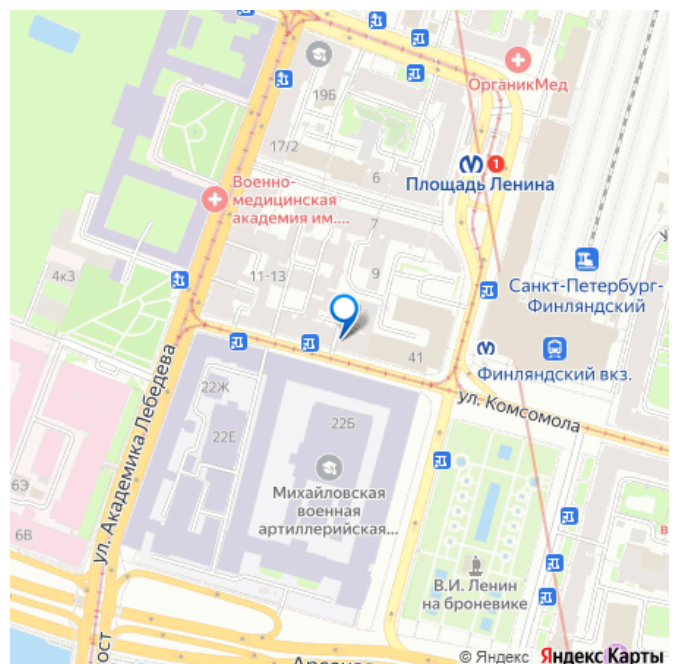 ОрганикМед
19Б
17/2
1
Площадь Ленина
6
Военно-
медицинская
академия им....
7
4к3
11-13
9
Санкт-Петербург-
Финляндский
41
Финляндский вкз.
22Ж
ул. Комсомола
22Е
22Б
ул. Академика Лебедева
6Э
Михайловская
военная
артиллерийская...
6В
В.И. Ленин
на броневике
ост
© Яндекс Яндекс Карты